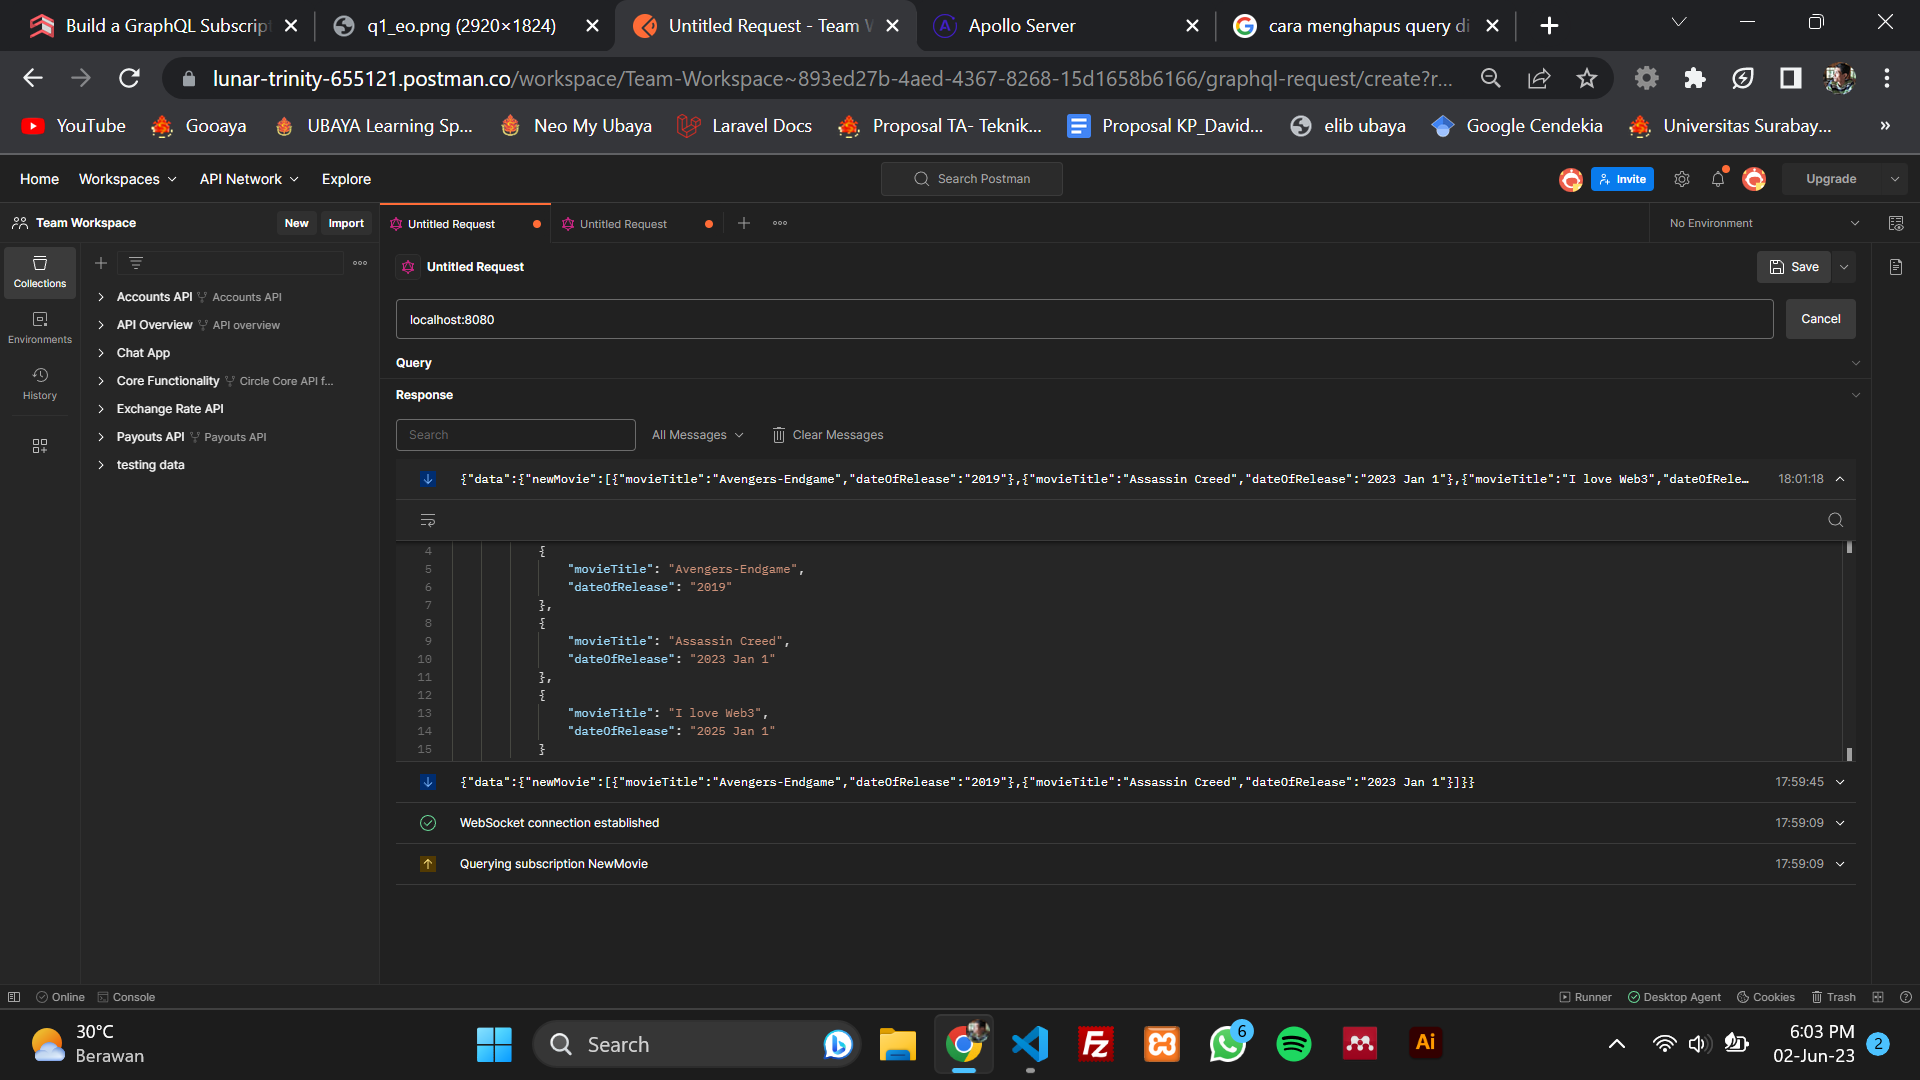 Build a GraphQL Subscrip
q1_eo.png (2920×1824)
Untitled Request - Team W
Apollo Server
cara menghapus query di
lunar-trinity-655121.postman.co/workspace/Team-Workspace~893ed27b-4aed-4367-8268-15d1658b6166/graphql-request/create?r...
YouTube
Gooaya
UBAYA Learning Sp...
Neo My Ubaya
Laravel Docs
Proposal TA- Teknik...
Proposal KP_David...
elib ubaya
Google Cendekia
Universitas Surabay...
»
Home
Workspaces
API Network
Explore
Search Postman
Invite
Upgrade
Team Workspace
New
Import
Untitled Request
Untitled Request
No Environment
Collections
Environments
History
Accounts API Accounts API
API Overview API overview
Chat App
Core Functionality Circle Core API f...
Exchange Rate API
Payouts API Payouts API
testing data
Untitled Request
Save
localhost:8080
Cancel
Query
Response
Search
All Messages
Clear Messages
{"data":{"newMovie":[{"movieTitle":"Avengers-Endgame","dateOfRelease":"2019"},{"movieTitle":"Assassin Creed","dateOfRelease":"2023 Jan 1"},{"movieTitle":"I love Web3","dateOfRele…
18:01:18
4 {
5 "movieTitle": "Avengers-Endgame",
6 "dateOfRelease": "2019"
7 },
8 {
9 "movieTitle": "Assassin Creed",
10 "dateOfRelease": "2023 Jan 1"
11 },
12 {
13 "movieTitle": "I love Web3",
14 "dateOfRelease": "2025 Jan 1"
15 }
{"data":{"newMovie":[{"movieTitle":"Avengers-Endgame","dateOfRelease":"2019"},{"movieTitle":"Assassin Creed","dateOfRelease":"2023 Jan 1"}]}}
17:59:45
WebSocket connection established
17:59:09
Querying subscription NewMovie
17:59:09
Online
Console
Runner
Desktop Agent
Cookies
Trash
30°C
Berawan
Search
Fz
6
Ai
6:03 PM
02-Jun-23
2